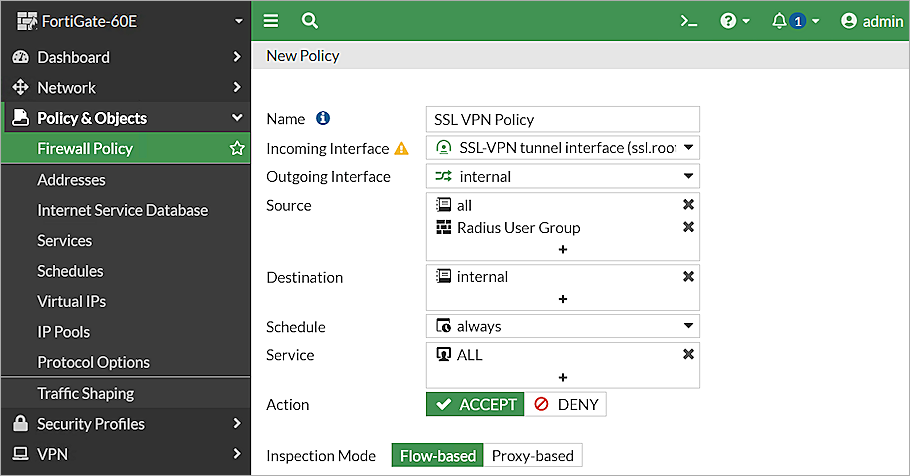 FortiGate-60E
>_ ? 1 admin
Dashboard
Network
Policy & Objects
Firewall Policy
Addresses
Internet Service Database
Services
Schedules
Virtual IPs
IP Pools
Protocol Options
Traffic Shaping
Security Profiles
VPN
New Policy
Name i SSL VPN Policy
Incoming Interface SSL-VPN tunnel interface (ssl.roo
Outgoing Interface internal
Source all
Radius User Group
+
Destination internal
+
Schedule always
Service ALL
+
Action ACCEPT DENY
Inspection Mode Flow-based Proxy-based